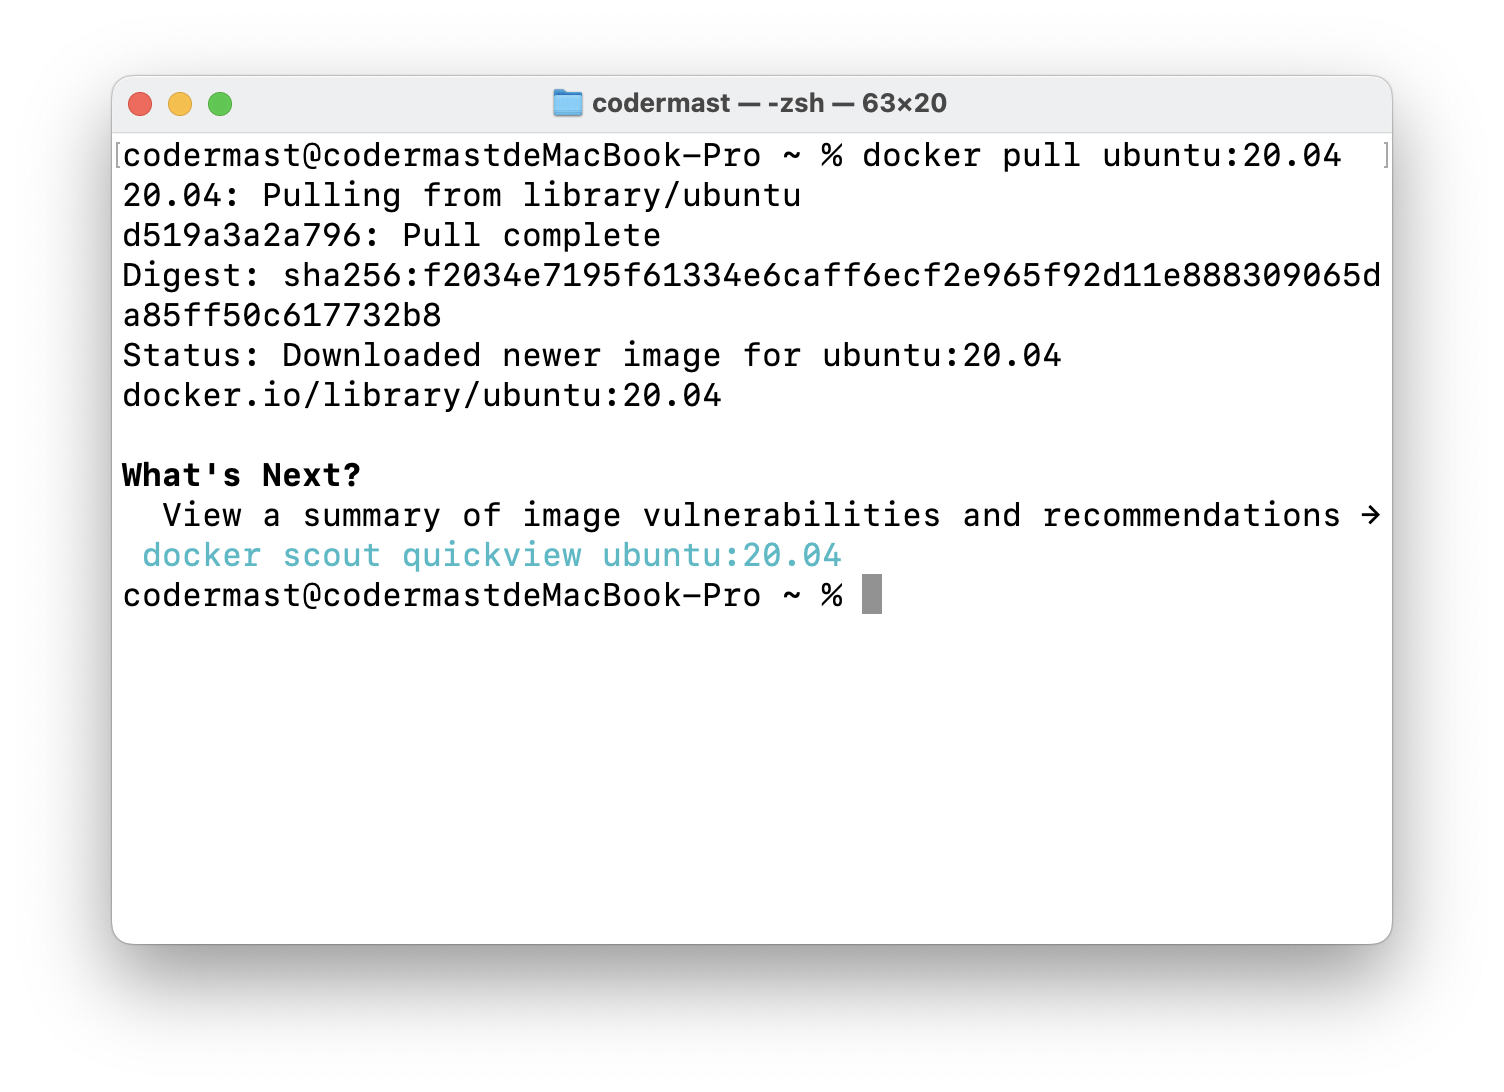 codermast — -zsh — 63×20
[codermast@codermastdeMacBook-Pro ~ % docker pull ubuntu:20.04 ]
20.04: Pulling from library/ubuntu
d519a3a2a796: Pull complete
Digest: sha256:f2034e7195f61334e6caff6ecf2e965f92d11e888309065d
a85ff50c617732b8
Status: Downloaded newer image for ubuntu:20.04
docker.io/library/ubuntu:20.04
What's Next?
View a summary of image vulnerabilities and recommendations →
docker scout quickview ubuntu:20.04
codermast@codermastdeMacBook-Pro ~ %